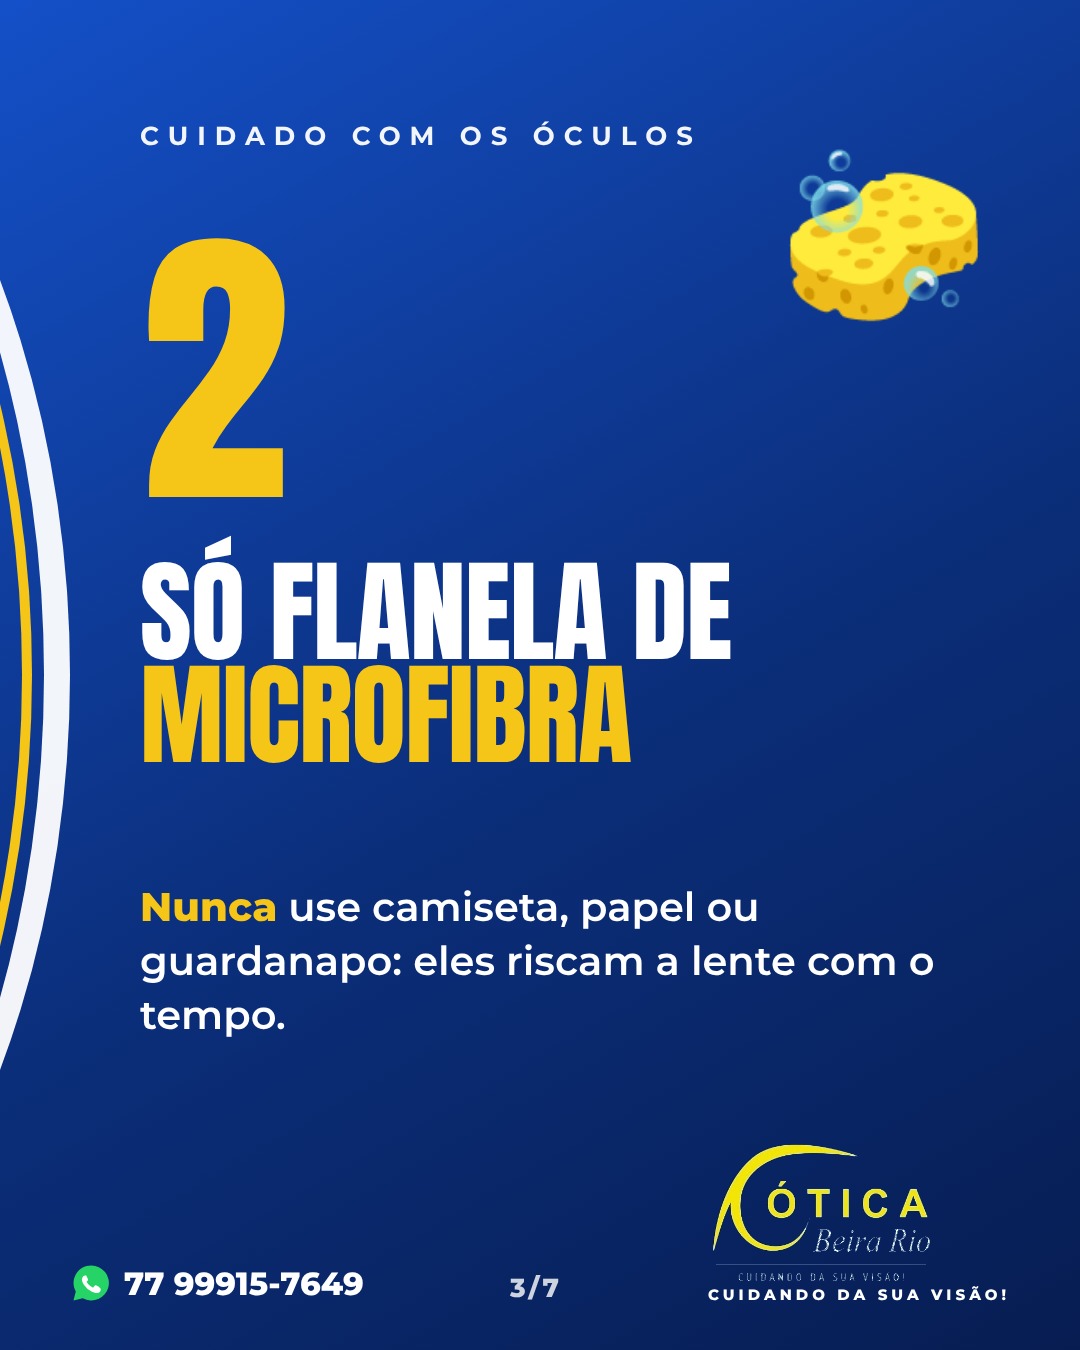 CUIDADO COM OS ÓCULOS
2
SÓ FLANELA DE
MICROFIBRA
Nunca use camiseta, papel ou
guardanapo: eles riscam a lente com o
tempo.
ÓTICA
Beira Rio
CUIDANDO DA SUA VISÃO!
CUIDANDO DA SUA VISÃO!
77 99915-7649
3/7